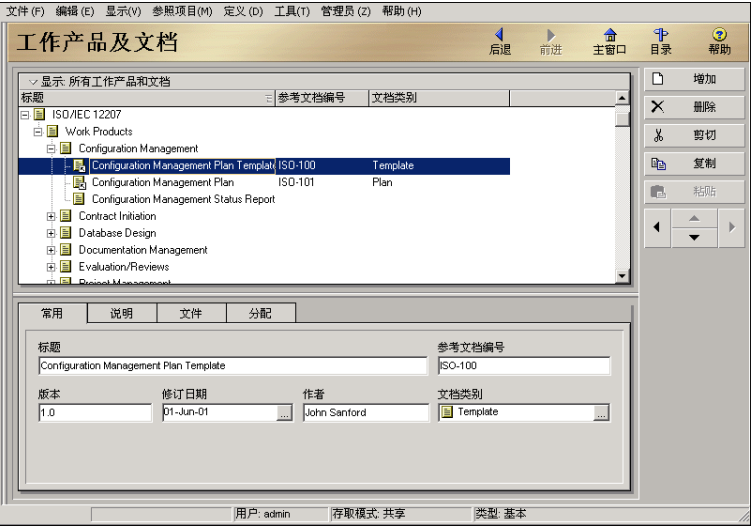 文件(F) 编辑(E) 显示(V) 参照项目(M) 定义(D) 工具(T) 管理员(Z) 帮助(H)
工作产品及文档
后退 前进 主窗口 目录 帮助
显示: 所有工作产品和文档
标题 参考文档编号 文档类别
ISO/IEC 12207
Work Products
Configuration Management
Configuration Management Plan Template ISO-100 Template
Configuration Management Plan ISO-101 Plan
Configuration Management Status Report
Contract Initiation
Database Design
Documentation Management
Evaluation/Reviews
Project Management
增加
删除
剪切
复制
粘贴
常用 说明 文件 分配
标题 参考文档编号
Configuration Management Plan Template ISO-100
版本 修订日期 作者 文档类别
1.0 01-Jun-01 ... John Sanford Template ...
用户: admin 存取模式: 共享 类型: 基本